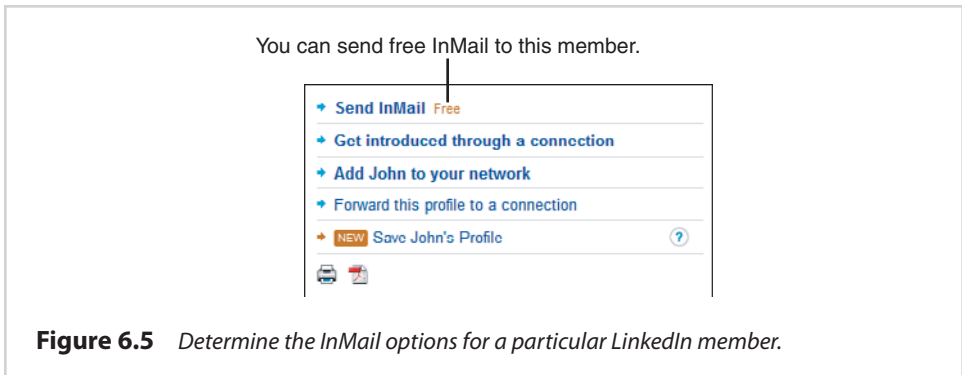 You can send free InMail to this member.
Send InMail Free
Get introduced through a connection
Add John to your network
Forward this profile to a connection
NEW Save John's Profile ?
Figure 6.5 Determine the InMail options for a particular LinkedIn member.